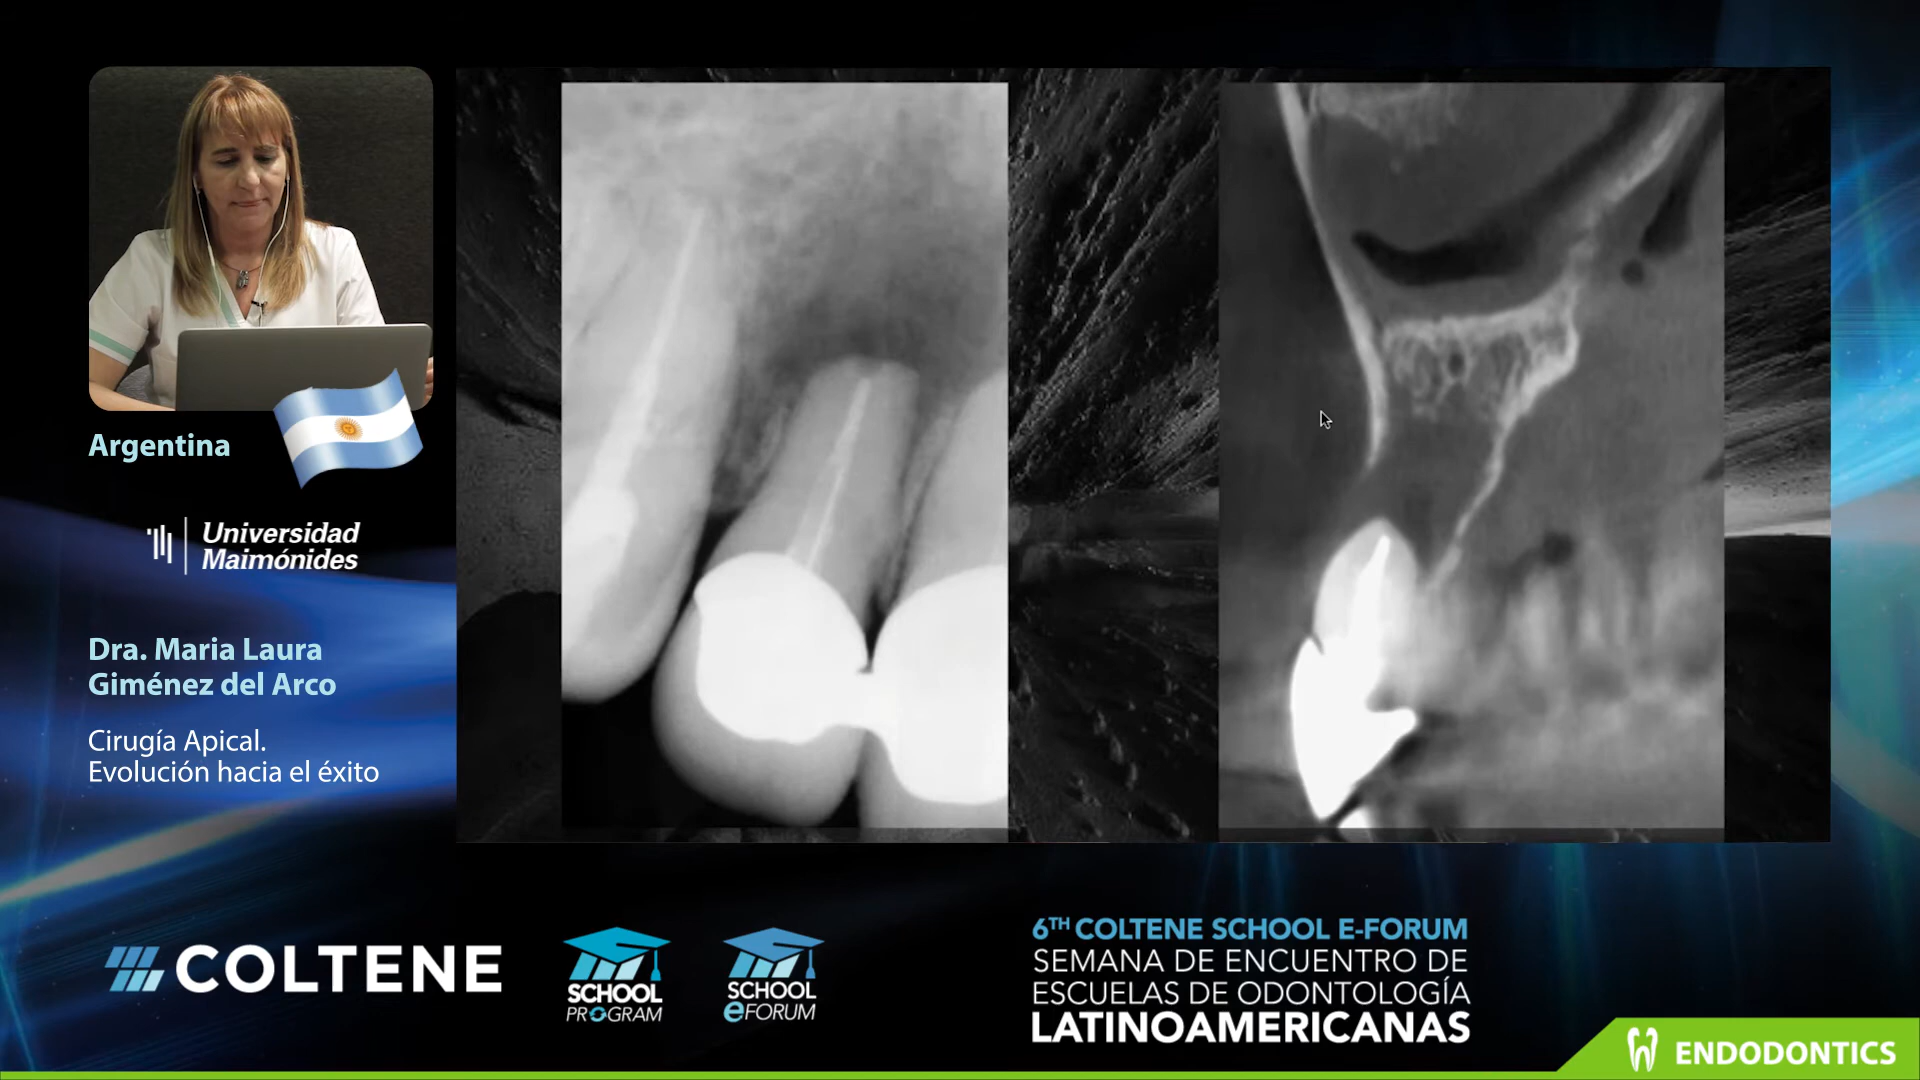 Argentina
Universidad
Maimónides
Dra. Maria Laura
Giménez del Arco
Cirugía Apical.
Evolución hacia el éxito
COLTENE
SCHOOL
PROGRAM
SCHOOL
eFORUM
6TH COLTENE SCHOOL E-FORUM
SEMANA DE ENCUENTRO DE
ESCUELAS DE ODONTOLOGÍA
LATINOAMERICANAS
ENDODONTICS